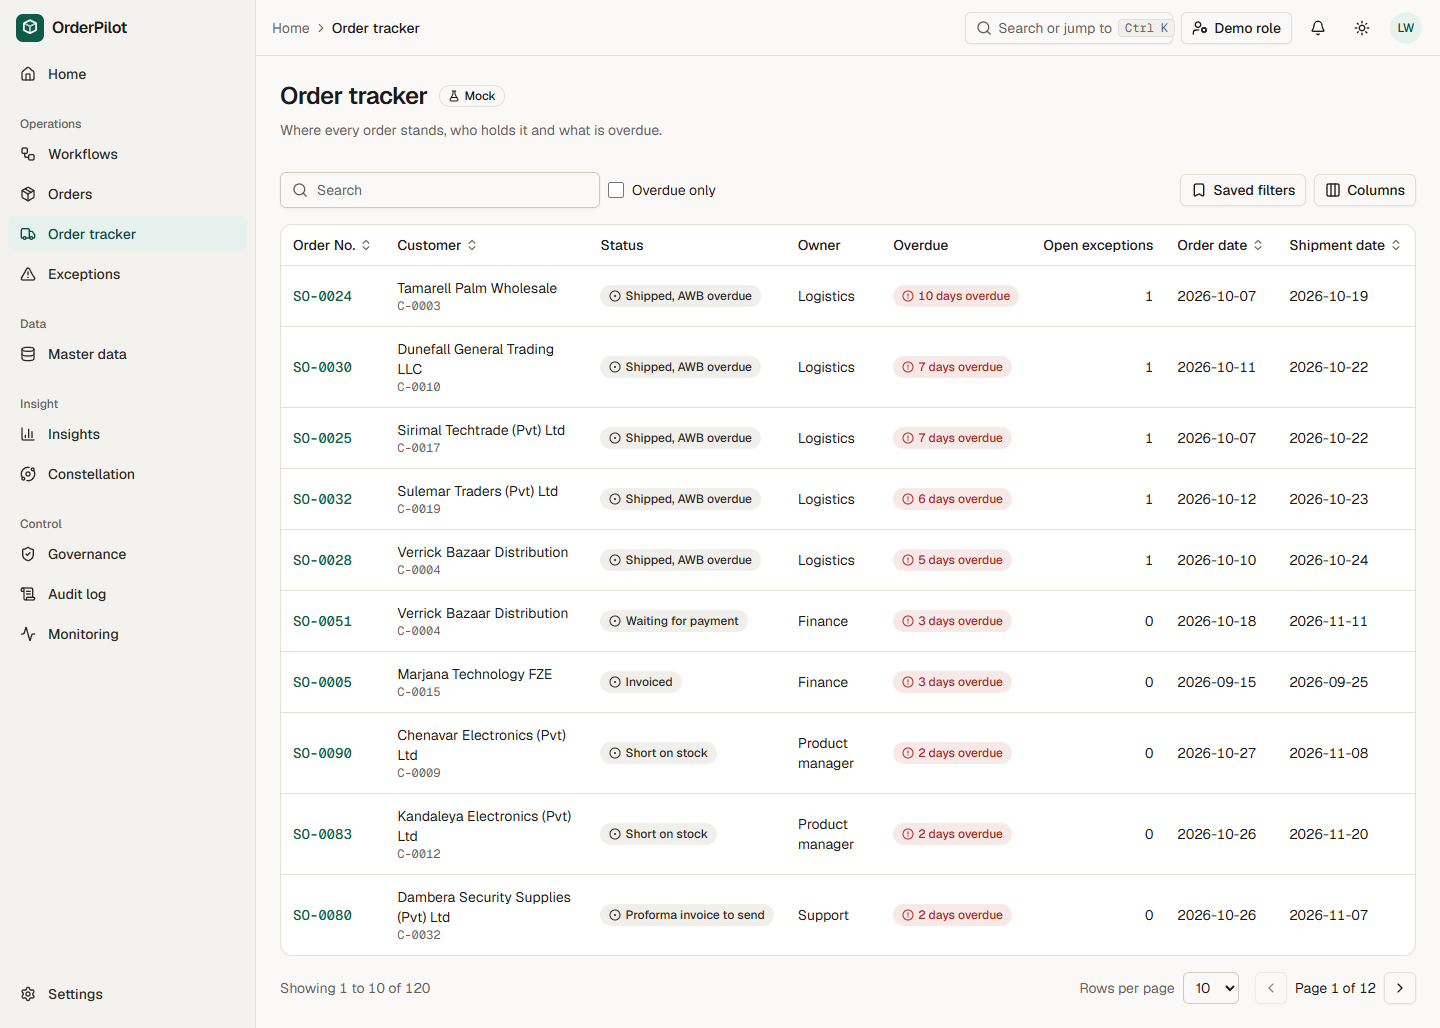 OrderPilot
Home
Operations
Workflows
Orders
Order tracker
Exceptions
Data
Master data
Insight
Insights
Constellation
Control
Governance
Audit log
Monitoring
Settings
Home > Order tracker
Search or jump to Ctrl K
Demo role
LW
Order tracker
Mock
Where every order stands, who holds it and what is overdue.
Search
Overdue only
Saved filters
Columns
Order No. Customer Status Owner Overdue Open exceptions Order date Shipment date
SO-0024 Tamarell Palm Wholesale Shipped, AWB overdue Logistics 10 days overdue 1 2026-10-07 2026-10-19
C-0003
Dunefall General Trading
SO-0030 LLC Shipped, AWB overdue Logistics 7 days overdue 1 2026-10-11 2026-10-22
C-0010
SO-0025 Sirimal Techtrade (Pvt) Ltd Shipped, AWB overdue Logistics 7 days overdue 1 2026-10-07 2026-10-22
C-0017
SO-0032 Sulemar Traders (Pvt) Ltd Shipped, AWB overdue Logistics 6 days overdue 1 2026-10-12 2026-10-23
C-0019
SO-0028 Verrick Bazaar Distribution Shipped, AWB overdue Logistics 5 days overdue 1 2026-10-10 2026-10-24
C-0004
SO-0051 Verrick Bazaar Distribution Waiting for payment Finance 3 days overdue 0 2026-10-18 2026-11-11
C-0004
SO-0005 Marjana Technology FZE Invoiced Finance 3 days overdue 0 2026-09-15 2026-09-25
C-0015
Chenavar Electronics (Pvt) Product
SO-0090 Ltd Short on stock manager 2 days overdue 0 2026-10-27 2026-11-08
C-0009
Kandaleya Electronics (Pvt) Product
SO-0083 Ltd Short on stock manager 2 days overdue 0 2026-10-26 2026-11-20
C-0012
Dambera Security Supplies
SO-0080 (Pvt) Ltd Proforma invoice to send Support 2 days overdue 0 2026-10-26 2026-11-07
C-0032
Showing 1 to 10 of 120
Rows per page 10
Page 1 of 12